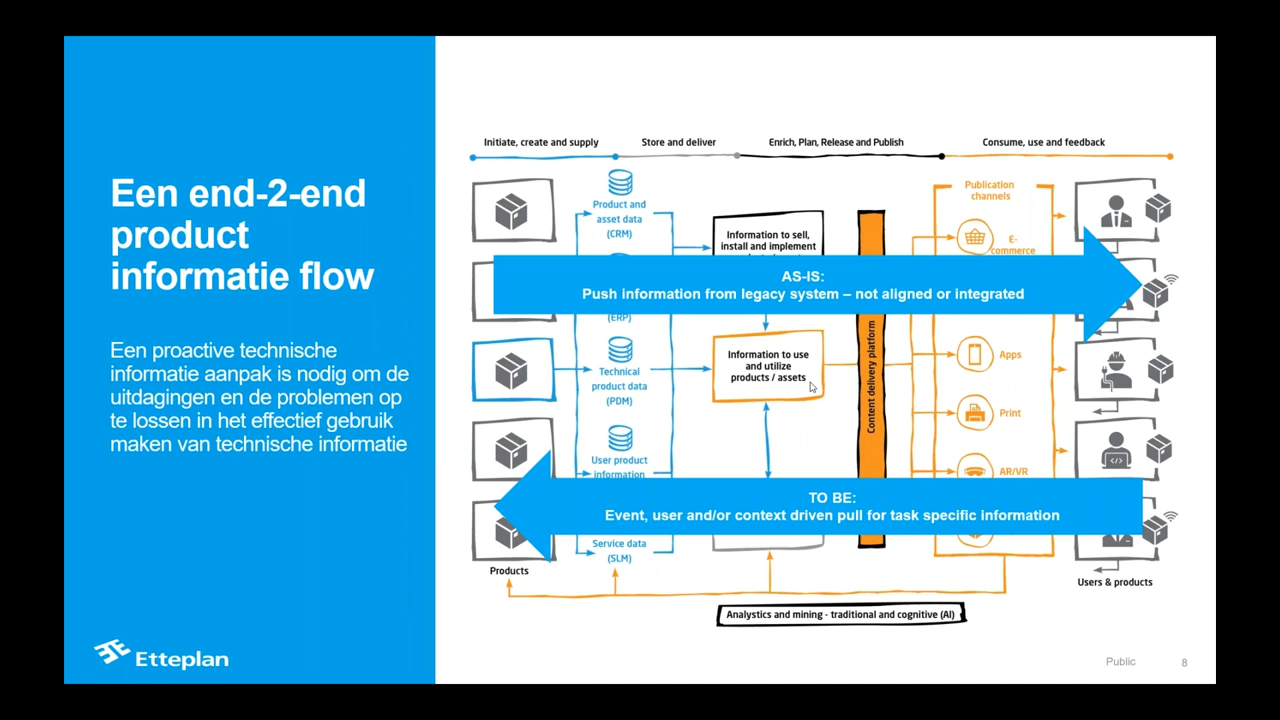 Een end-2-end
product
informatie flow
Een proactive technische
informatie aanpak is nodig om de
uitdagingen en de problemen op
te lossen in het effectief gebruik
maken van technische informatie
Etteplan
Initiate, create and supply
Store and deliver
Enrich, Plan, Release and Publish
Consume, use and feedback
Product and
asset data
(CRM)
Information to sell,
install and implement
Publication
channels
E-
commerce
AS-IS:
Push information from legacy system – not aligned or integrated
(ERP)
Technical
product data
(PDM)
Information to use
and utilize
products / assets
Content delivery platform
Apps
Print
AR/VR
User product
information
TO BE:
Event, user and/or context driven pull for task specific information
Service data
(SLM)
Products
Users & products
Analystics and mining - traditional and cognitive (AI)
Public
8